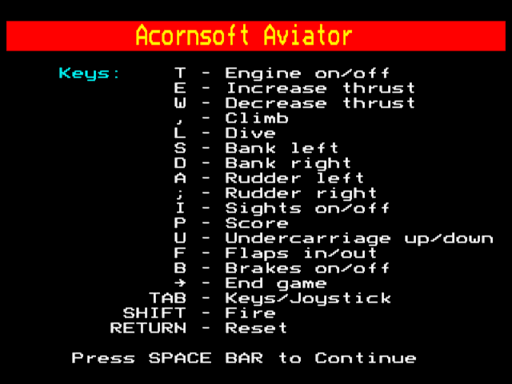 Acornsoft Aviator
Keys: T - Engine on/off
E - Increase thrust
W - Decrease thrust
, - Climb
L - Dive
S - Bank left
D - Bank right
A - Rudder left
; - Rudder right
I - Sights on/off
P - Score
U - Undercarriage up/down
F - Flaps in/out
B - Brakes on/off
→ - End game
TAB - Keys/Joystick
SHIFT - Fire
RETURN - Reset
Press SPACE BAR to Continue